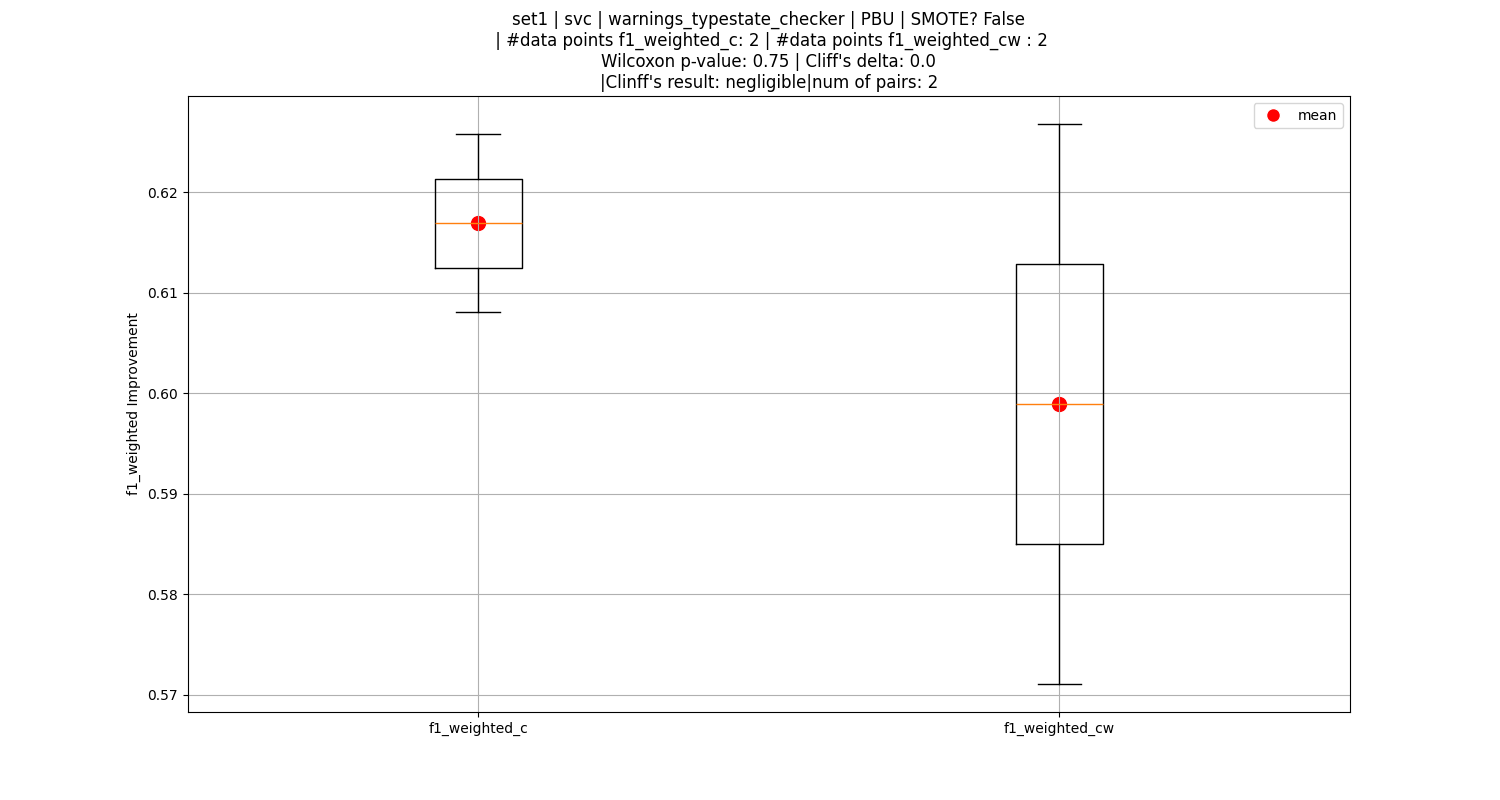 set1 | svc | warnings_typestate_checker | PBU | SMOTE? False
| #data points f1_weighted_c: 2 | #data points f1_weighted_cw : 2
Wilcoxon p-value: 0.75 | Cliff's delta: 0.0
|Clinff's result: negligible|num of pairs: 2
mean
0.62
0.61
0.60
0.59
0.58
0.57
f1_weighted Improvement
f1_weighted_c
f1_weighted_cw